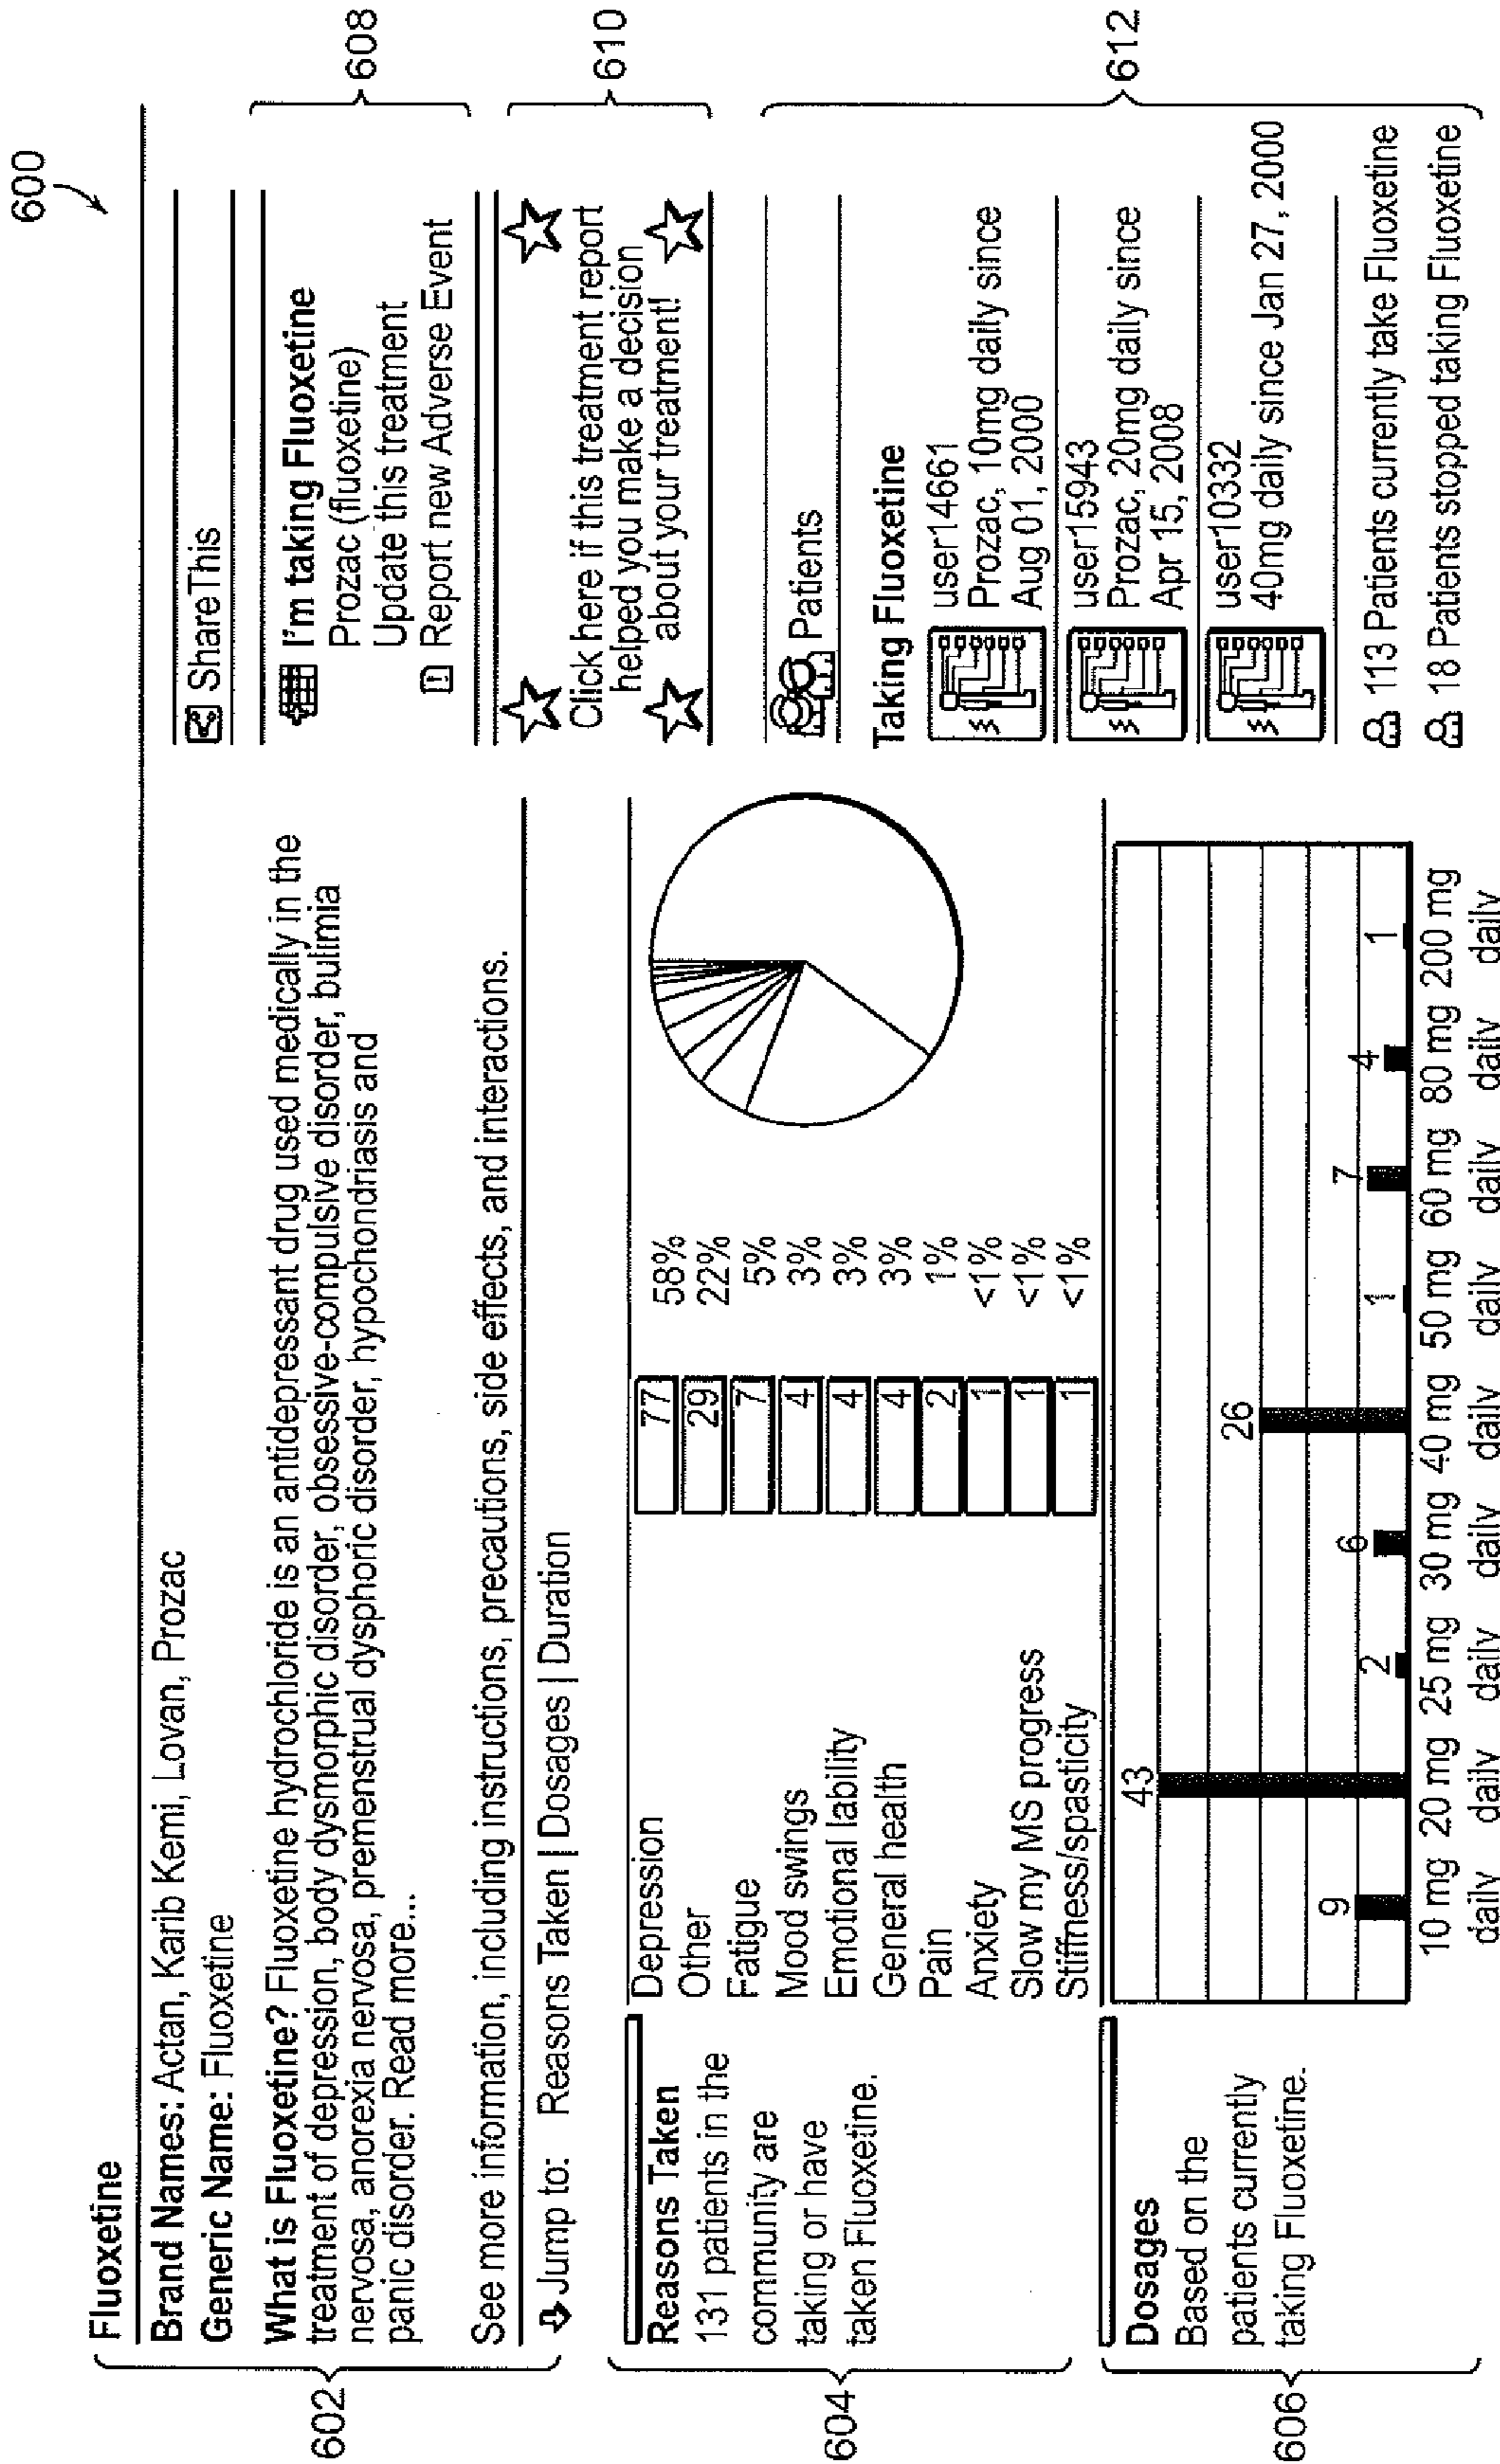 600
Fluoxetine
Brand Names: Actan, Karib Kemi, Lovan, Prozac
Generic Name: Fluoxetine
What is Fluoxetine? Fluoxetine hydrochloride is an antidepressant drug used medically in the
treatment of depression, body dysmorphic disorder, obsessive-compulsive disorder, bulimia
nervosa, anorexia nervosa, premenstrual dysphoric disorder, hypochondriasis and
panic disorder. Read more...
See more information, including instructions, precautions, side effects, and interactions.
Jump to: Reasons Taken | Dosages | Duration
602
Reasons Taken
131 patients in the
community are
taking or have
taken Fluoxetine.
604
Depression 77 58%
Other 29 22%
Fatigue 7 5%
Mood swings 4 3%
Emotional lability 4 3%
General health 4 3%
Pain 2 1%
Anxiety 1 <1%
Slow my MS progress 1 <1%
Stiffness/spasticity 1 <1%
Dosages
Based on the
patients currently
taking Fluoxetine.
606
9 43 2 6 26 1 7 4 1
10 mg 20 mg 25 mg 30 mg 40 mg 50 mg 60 mg 80 mg 200 mg
daily daily daily daily daily daily daily daily daily
ShareThis
I'm taking Fluoxetine
Prozac (fluoxetine)
Update this treatment
Report new Adverse Event
608
Click here if this treatment report
helped you make a decision
about your treatment!
610
Patients
Taking Fluoxetine
user14661
Prozac, 10mg daily since
Aug 01, 2000
user15943
Prozac, 20mg daily since
Apr 15, 2008
user10332
40mg daily since Jan 27, 2000
113 Patients currently take Fluoxetine
18 Patients stopped taking Fluoxetine
612